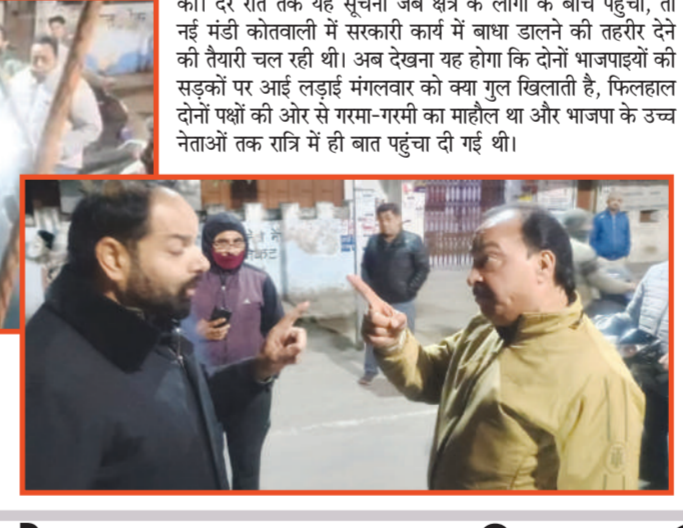 की। देर रात तक यह सूचना जब क्षेत्र के लोगों के बीच पहुंची, तो
नई मंडी कोतवाली में सरकारी कार्य में बाधा डालने की तहरीर देने
की तैयारी चल रही थी। अब देखना यह होगा कि दोनों भाजपाइयों की
सड़कों पर आई लड़ाई मंगलवार को क्या गुल खिलाती है, फिलहाल
दोनों पक्षों की ओर से गरमा-गरमी का माहौल था और भाजपा के उच्च
नेताओं तक रात्रि में ही बात पहुंचा दी गई थी।